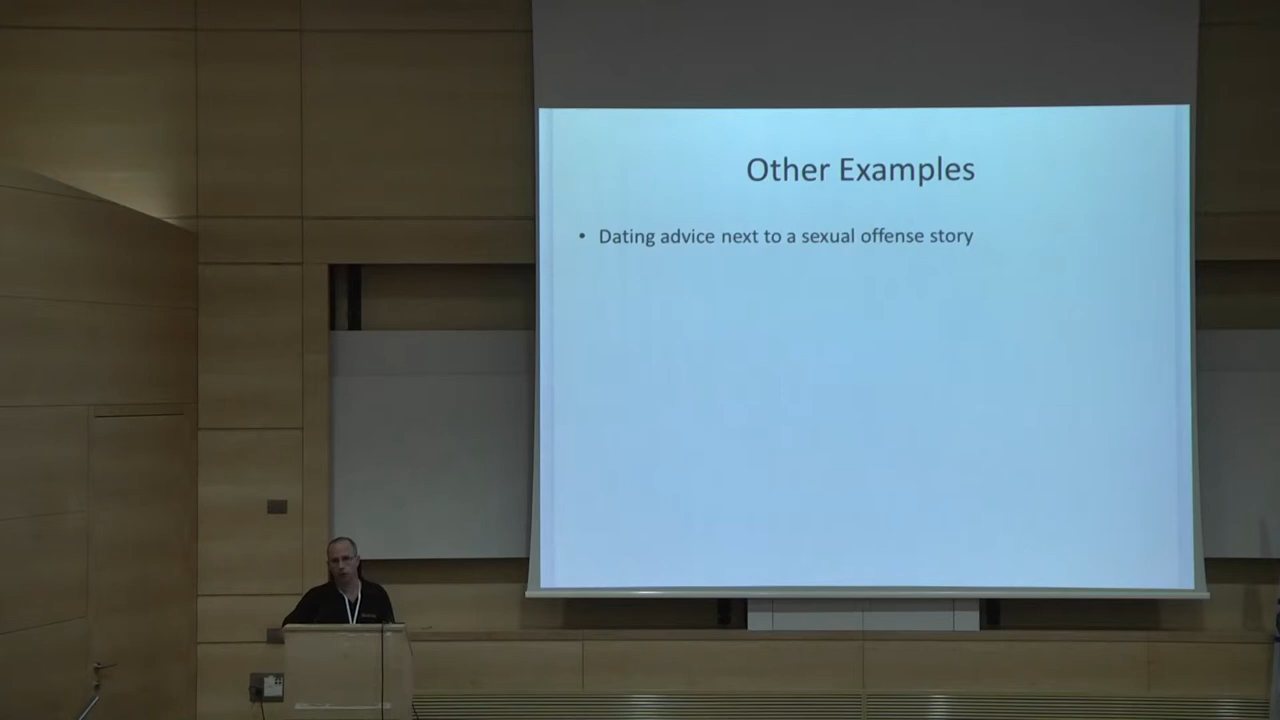 Other Examples
• Dating advice next to a sexual offense story